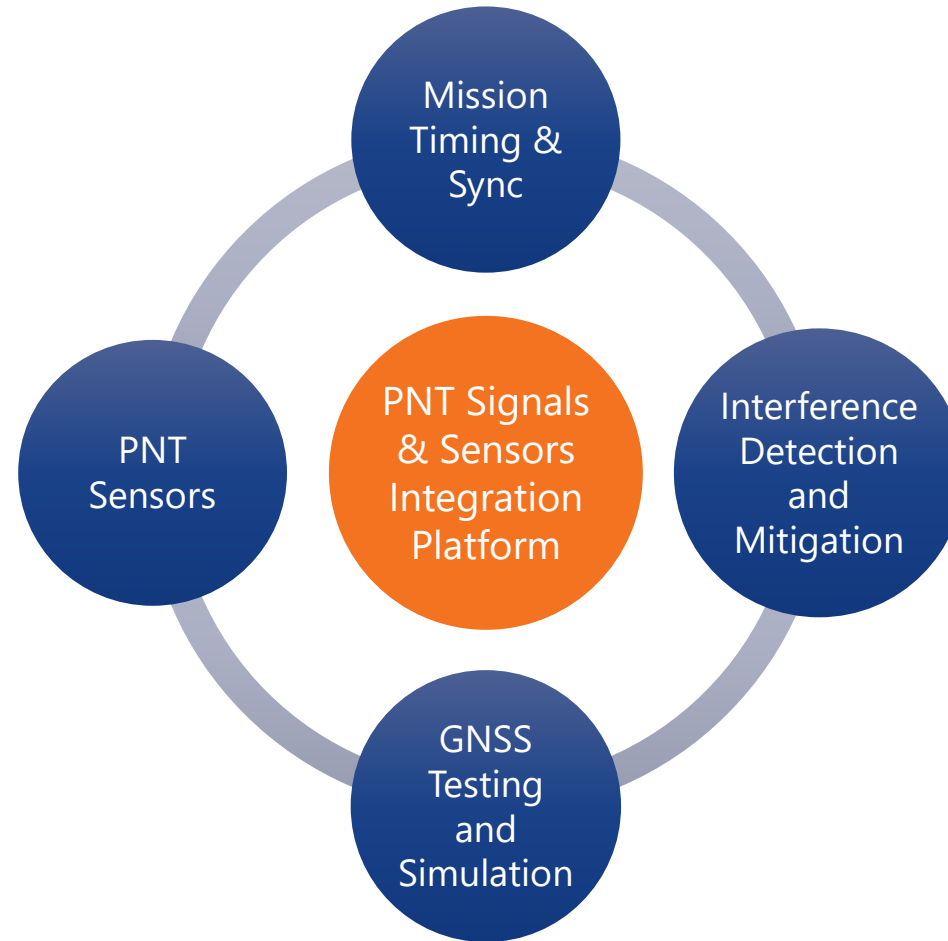 Mission
Timing &
Sync
PNT
Sensors
PNT Signals
& Sensors
Integration
Platform
Interference
Detection
and
Mitigation
GNSS
Testing
and
Simulation